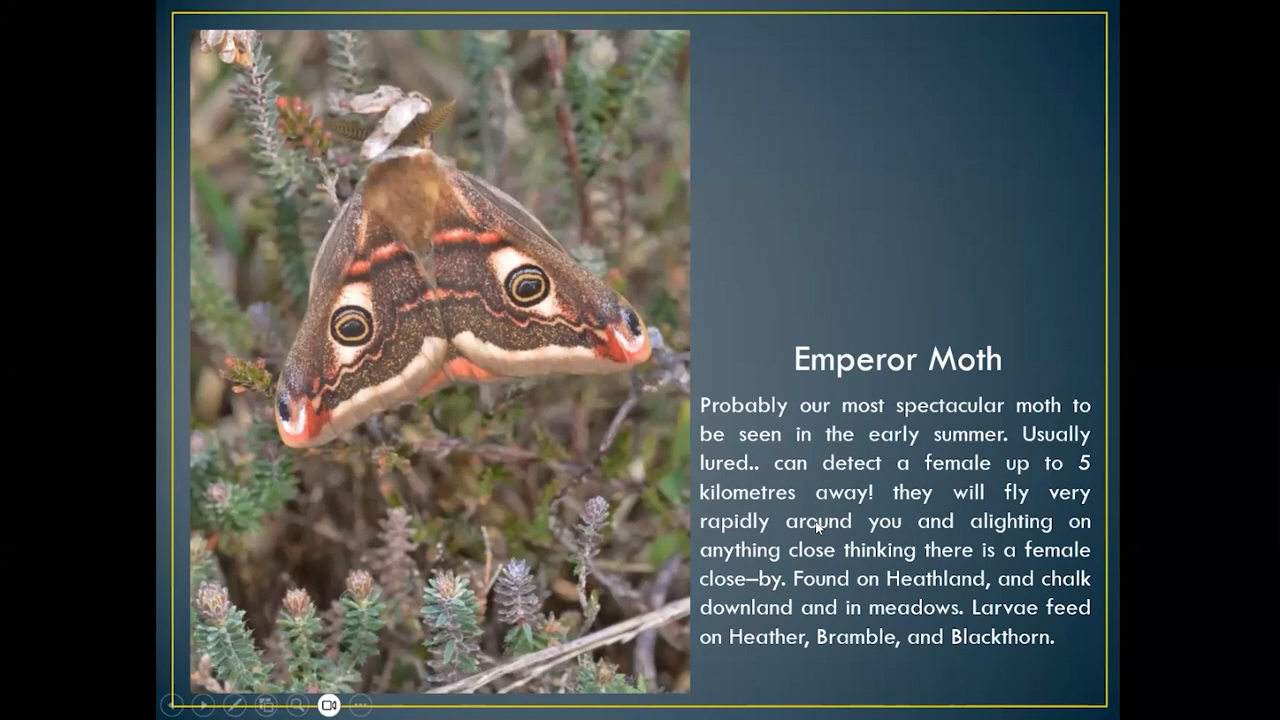 Emperor Moth
Probably our most spectacular moth to
be seen in the early summer. Usually
lured.. can detect a female up to 5
kilometres away! they will fly very
rapidly around you and alighting on
anything close thinking there is a female
close–by. Found on Heathland, and chalk
downland and in meadows. Larvae feed
on Heather, Bramble, and Blackthorn.